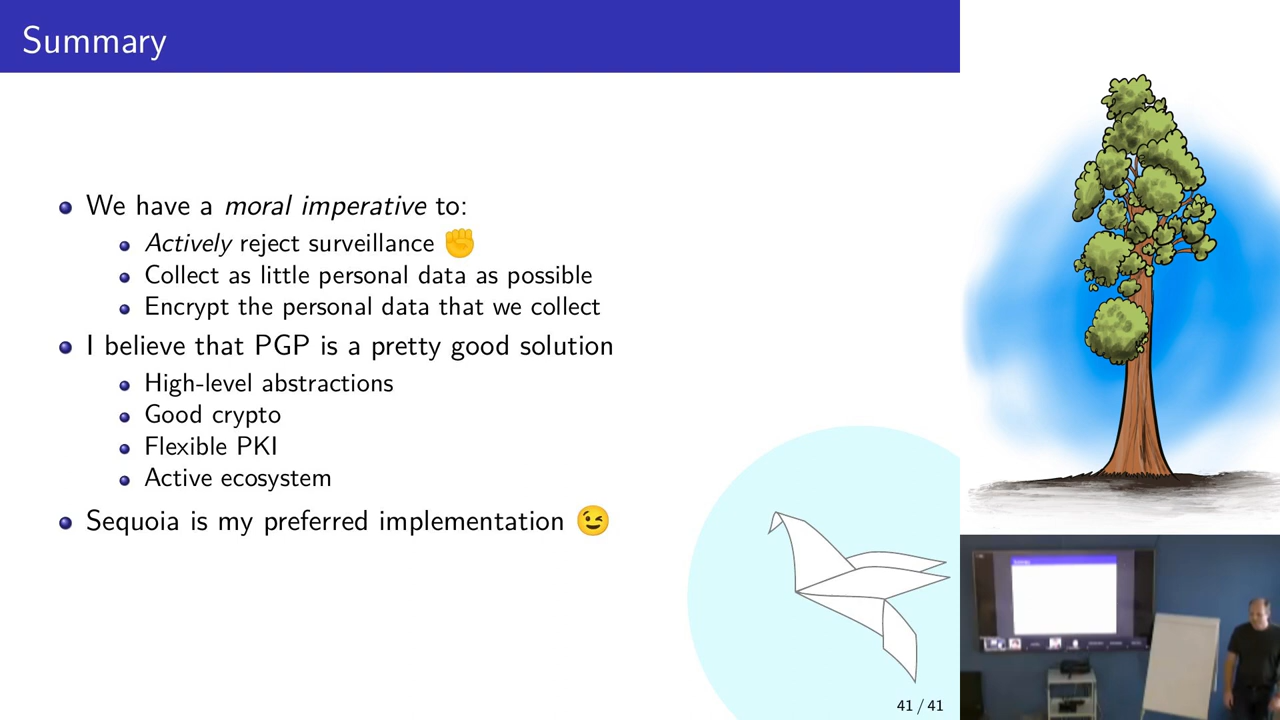 Summary
We have a moral imperative to:
Actively reject surveillance ✊
Collect as little personal data as possible
Encrypt the personal data that we collect
I believe that PGP is a pretty good solution
High-level abstractions
Good crypto
Flexible PKI
Active ecosystem
Sequoia is my preferred implementation 😉
41 / 41